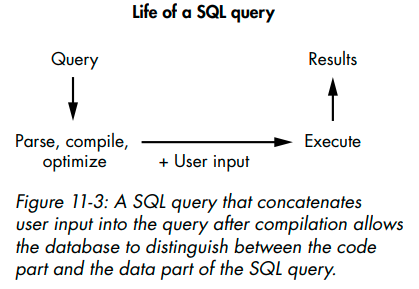 Life of a SQL query
Query
Results
Parse, compile,
optimize
+ User input
Execute
Figure 11-3: A SQL query that concatenates
user input into the query after compilation allows
the database to distinguish between the code
part and the data part of the SQL query.